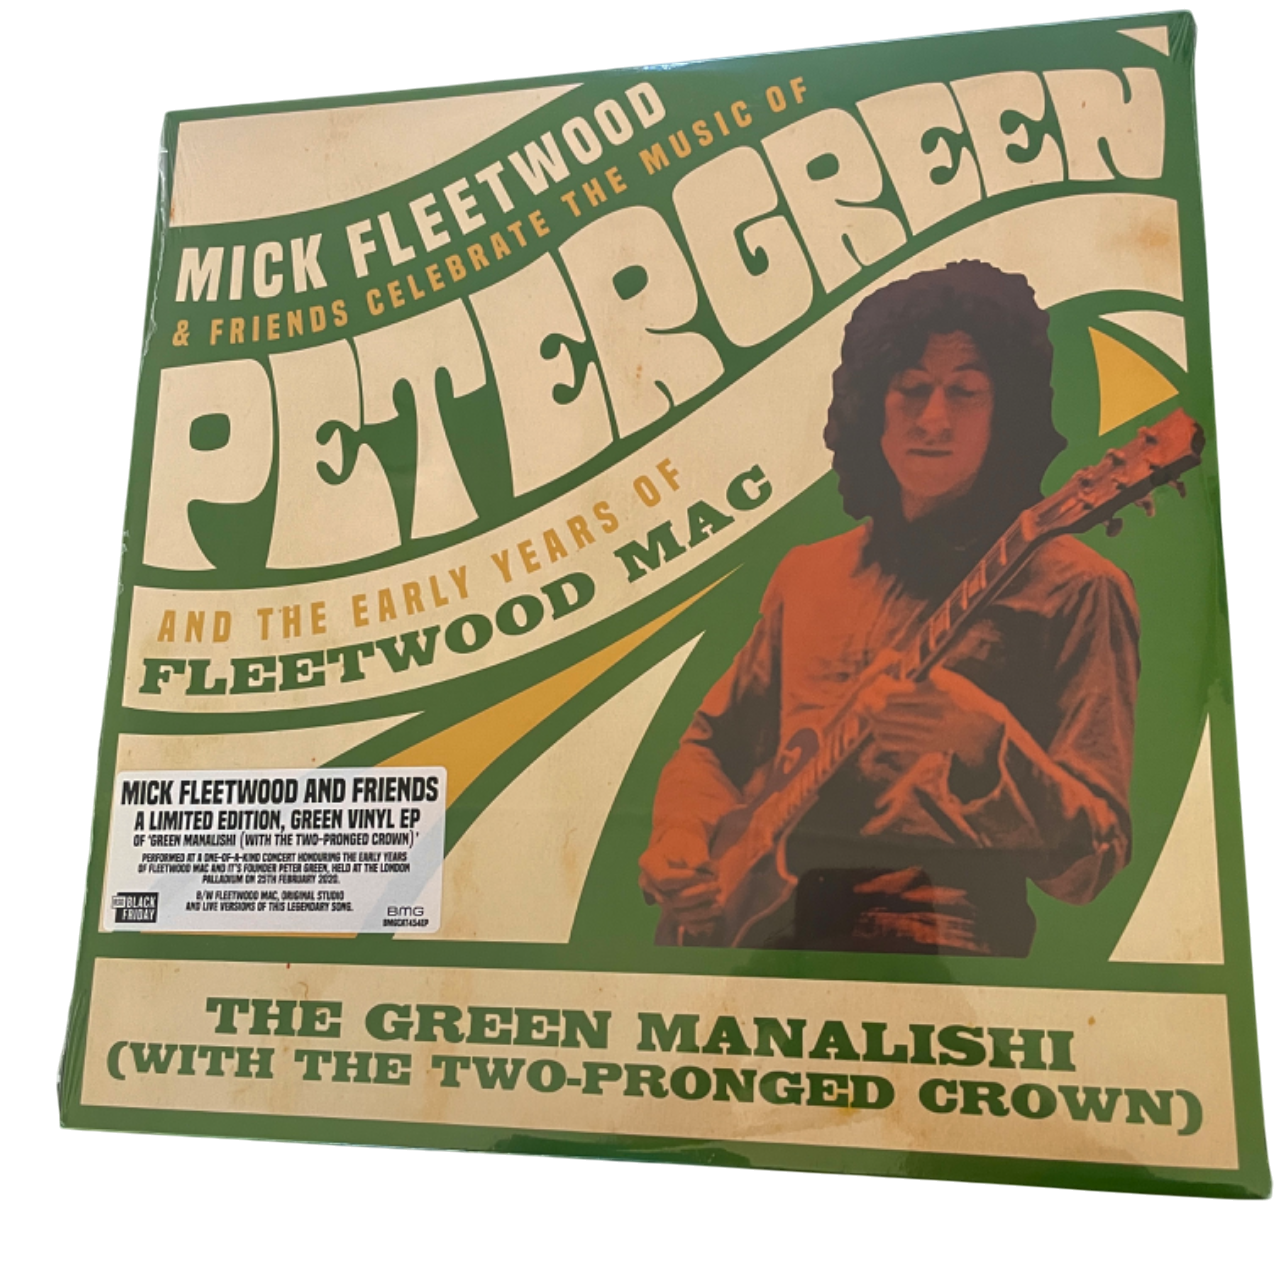 MICK FLEETWOOD
& FRIENDS CELEBRATE THE MUSIC OF
PETER GREEN
AND THE EARLY YEARS OF
FLEETWOOD MAC
MICK FLEETWOOD AND FRIENDS
A LIMITED EDITION, GREEN VINYL EP
OF 'GREEN MANALISHI (WITH THE TWO-PRONGED CROWN)'
PERFORMED AT A ONE-OF-A-KIND CONCERT HONOURING THE EARLY YEARS
OF FLEETWOOD MAC AND IT'S FOUNDER PETER GREEN, HELD AT THE LONDON
PALLADIUM ON 25TH FEBRUARY 2020.
B/W FLEETWOOD MAC, ORIGINAL STUDIO
AND LIVE VERSIONS OF THIS LEGENDARY SONG.
BLACK
FRIDAY
BMG
BMGCAT454EP
THE GREEN MANALISHI
(WITH THE TWO-PRONGED CROWN)